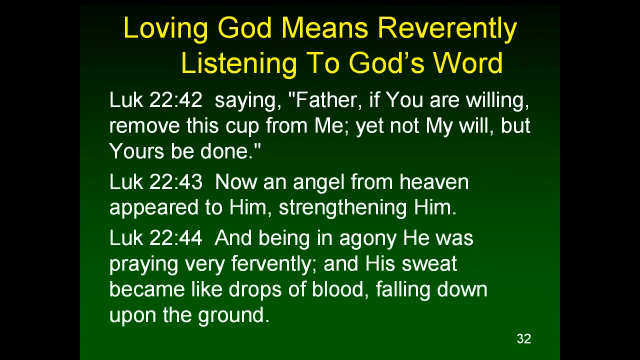 Loving God Means Reverently
Listening To God's Word
Luk 22:42  saying, "Father, if You are willing,
remove this cup from Me; yet not My will, but
Yours be done."
Luk 22:43  Now an angel from heaven
appeared to Him, strengthening Him.
Luk 22:44  And being in agony He was
praying very fervently; and His sweat
became like drops of blood, falling down
upon the ground.
32